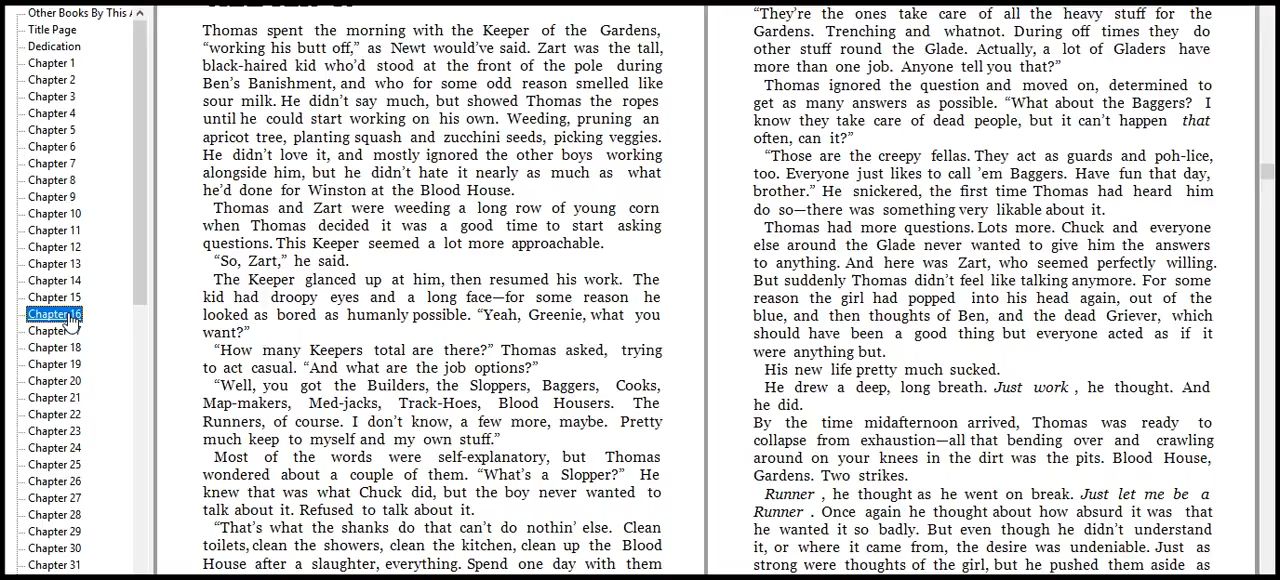 Other Books By This A
Title Page
Dedication
Chapter 1
Chapter 2
Chapter 3
Chapter 4
Chapter 5
Chapter 6
Chapter 7
Chapter 8
Chapter 9
Chapter 10
Chapter 11
Chapter 12
Chapter 13
Chapter 14
Chapter 15
Chapter 16
Chapter
Chapter 18
Chapter 19
Chapter 20
Chapter 21
Chapter 22
Chapter 23
Chapter 24
Chapter 25
Chapter 26
Chapter 27
Chapter 28
Chapter 29
Chapter 30
Chapter 31
Thomas spent the morning with the Keeper of the Gardens,
“working his butt off,” as Newt would’ve said. Zart was the tall,
black-haired kid who’d stood at the front of the pole during
Ben’s Banishment, and who for some odd reason smelled like
sour milk. He didn’t say much, but showed Thomas the ropes
until he could start working on his own. Weeding, pruning an
apricot tree, planting squash and zucchini seeds, picking veggies.
He didn’t love it, and mostly ignored the other boys working
alongside him, but he didn’t hate it nearly as much as what
he’d done for Winston at the Blood House.
Thomas and Zart were weeding a long row of young corn
when Thomas decided it was a good time to start asking
questions. This Keeper seemed a lot more approachable.
“So, Zart,” he said.
The Keeper glanced up at him, then resumed his work. The
kid had droopy eyes and a long face—for some reason he
looked as bored as humanly possible. “Yeah, Greenie, what you
want?”
“How many Keepers total are there?” Thomas asked, trying
to act casual. “And what are the job options?”
“Well, you got the Builders, the Sloppers, Baggers, Cooks,
Map-makers, Med-jacks, Track-Hoes, Blood Housers. The
Runners, of course. I don’t know, a few more, maybe. Pretty
much keep to myself and my own stuff.”
Most of the words were self-explanatory, but Thomas
wondered about a couple of them. “What’s a Slopper?” He
knew that was what Chuck did, but the boy never wanted to
talk about it. Refused to talk about it.
“That’s what the shanks do that can’t do nothin’ else. Clean
toilets, clean the showers, clean the kitchen, clean up the Blood
House after a slaughter, everything. Spend one day with them
“They’re the ones take care of all the heavy stuff for the
Gardens. Trenching and whatnot. During off times they do
other stuff round the Glade. Actually, a lot of Gladers have
more than one job. Anyone tell you that?”
Thomas ignored the question and moved on, determined to
get as many answers as possible. “What about the Baggers? I
know they take care of dead people, but it can’t happen that
often, can it?”
“Those are the creepy fellas. They act as guards and poh-lice,
too. Everyone just likes to call ’em Baggers. Have fun that day,
brother.” He snickered, the first time Thomas had heard him
do so—there was something very likable about it.
Thomas had more questions. Lots more. Chuck and everyone
else around the Glade never wanted to give him the answers
to anything. And here was Zart, who seemed perfectly willing.
But suddenly Thomas didn’t feel like talking anymore. For some
reason the girl had popped into his head again, out of the
blue, and then thoughts of Ben, and the dead Griever, which
should have been a good thing but everyone acted as if it
were anything but.
His new life pretty much sucked.
He drew a deep, long breath. Just work , he thought. And
he did.
By the time midafternoon arrived, Thomas was ready to
collapse from exhaustion—all that bending over and crawling
around on your knees in the dirt was the pits. Blood House,
Gardens. Two strikes.
Runner , he thought as he went on break. Just let me be a
Runner . Once again he thought about how absurd it was that
he wanted it so badly. But even though he didn’t understand
it, or where it came from, the desire was undeniable. Just as
strong were thoughts of the girl, but he pushed them aside as